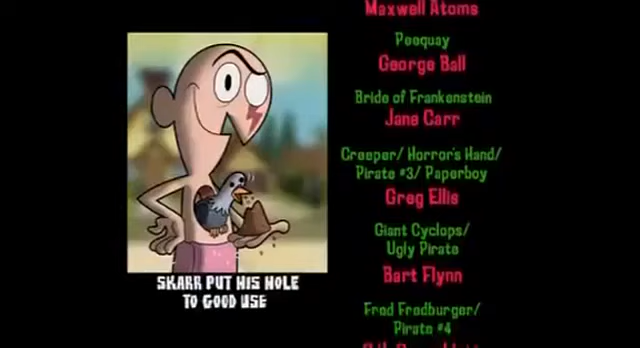 Maxwell Atoms
Peequay
George Ball
Bride of Frankenstein
Jane Carr
Creeper/ Horror's Hand/
Pirate #3/ Paperboy
Greg Ellis
Giant Cyclops/
Ugly Pirate
Bart Flynn
Fred Fredburger/
Pirate #4
SKARR PUT HIS HOLE
TO GOOD USE